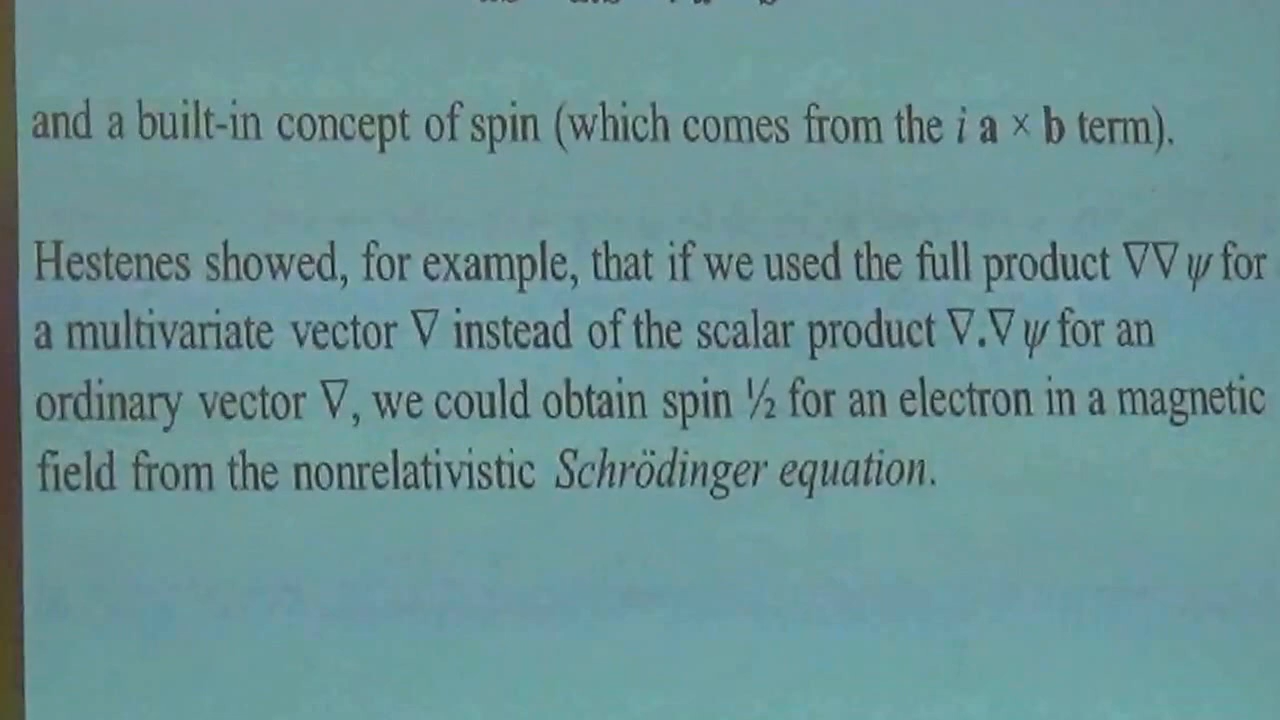 and a built-in concept of spin (which comes from the i a × b term).
Hestenes showed, for example, that if we used the full product ∇∇ψ for
a multivariate vector ∇ instead of the scalar product ∇.∇ψ for an
ordinary vector ∇, we could obtain spin ½ for an electron in a magnetic
field from the nonrelativistic Schrödinger equation.